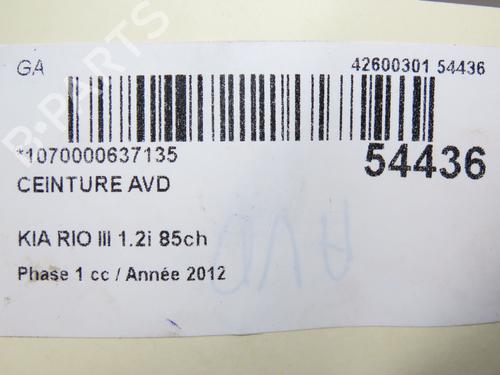 GA
42600301 54436
*1070000637135
54436
CEINTURE AVD
KIA RIO III 1.2i 85ch
Phase 1 cc / Année 2012
AVD
B-PARTS